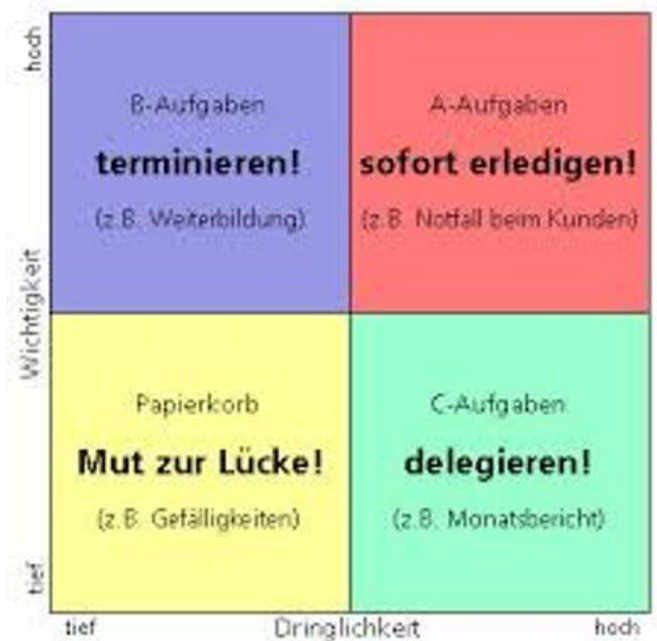 hoch
B-Aufgaben
terminieren!
(z.B. Weiterbildung)
A-Aufgaben
sofort erledigen!
(z.B. Notfall beim Kunden)
Wichtigkeit
Papierkorb
Mut zur Lücke!
(z.B. Gefälligkeiten)
C-Aufgaben
delegieren!
(z.B. Monatsbericht)
tief
tief
Dringlichkeit
hoch